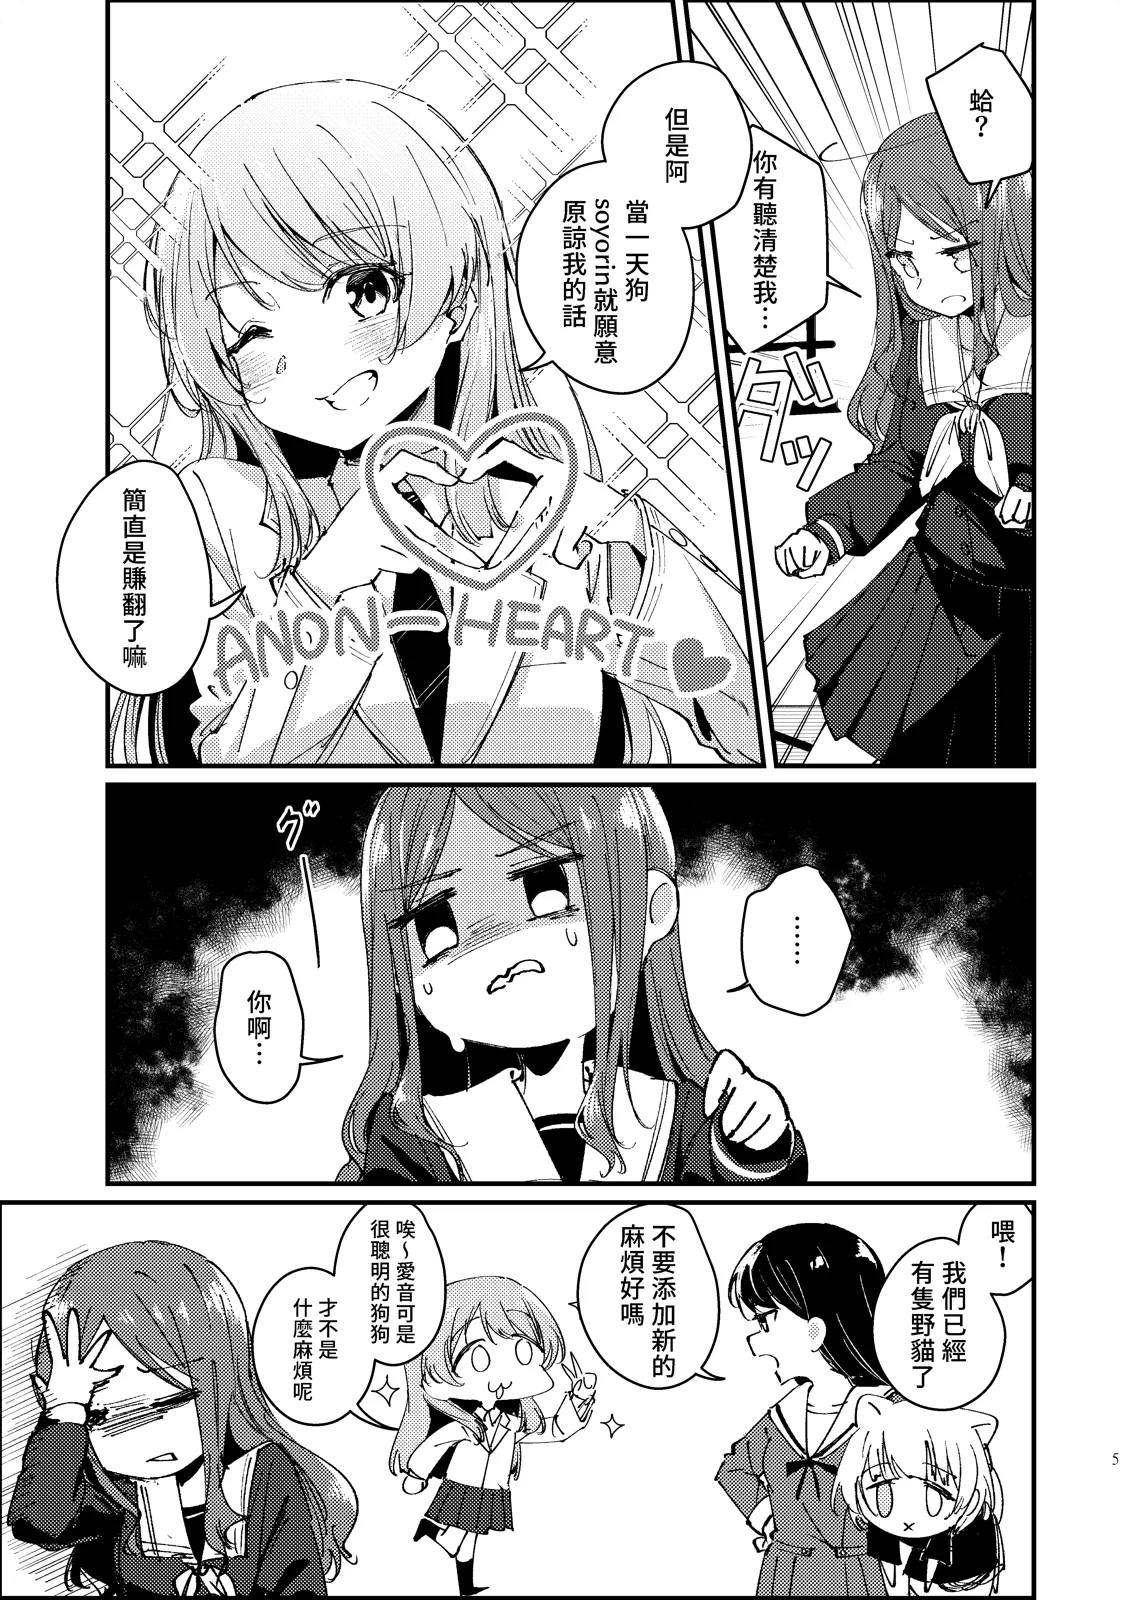 蛤？
你有聽清楚我…
ダッ
但是阿
當一天狗
soyorin就願意
原諒我的話
ANON-HEART♥
簡直是賺翻了嘛
……
グ゛ー
你啊…
喂！
我們已經
有隻野貓了
不要添加新的
麻煩好嗎
唉～愛音可是
很聰明的狗狗
才不是
什麼麻煩呢
5